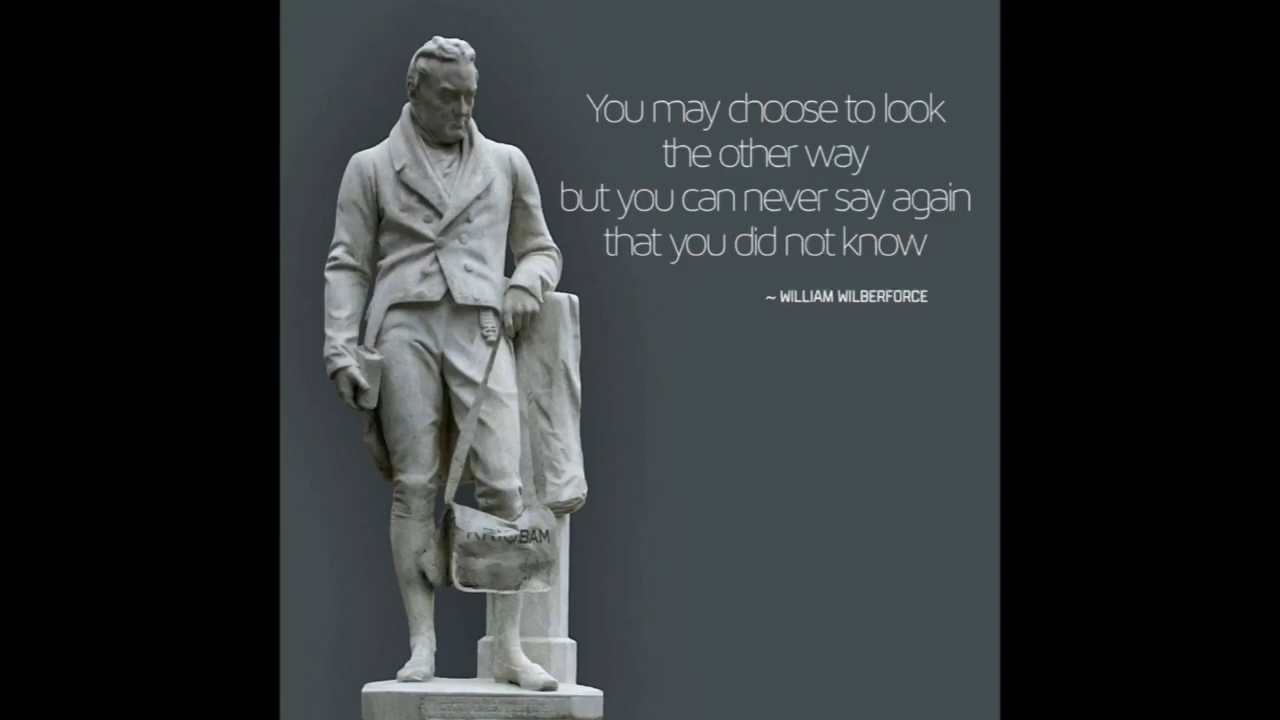 You may choose to look
the other way
but you can never say again
that you did not know
~ WILLIAM WILBERFORCE